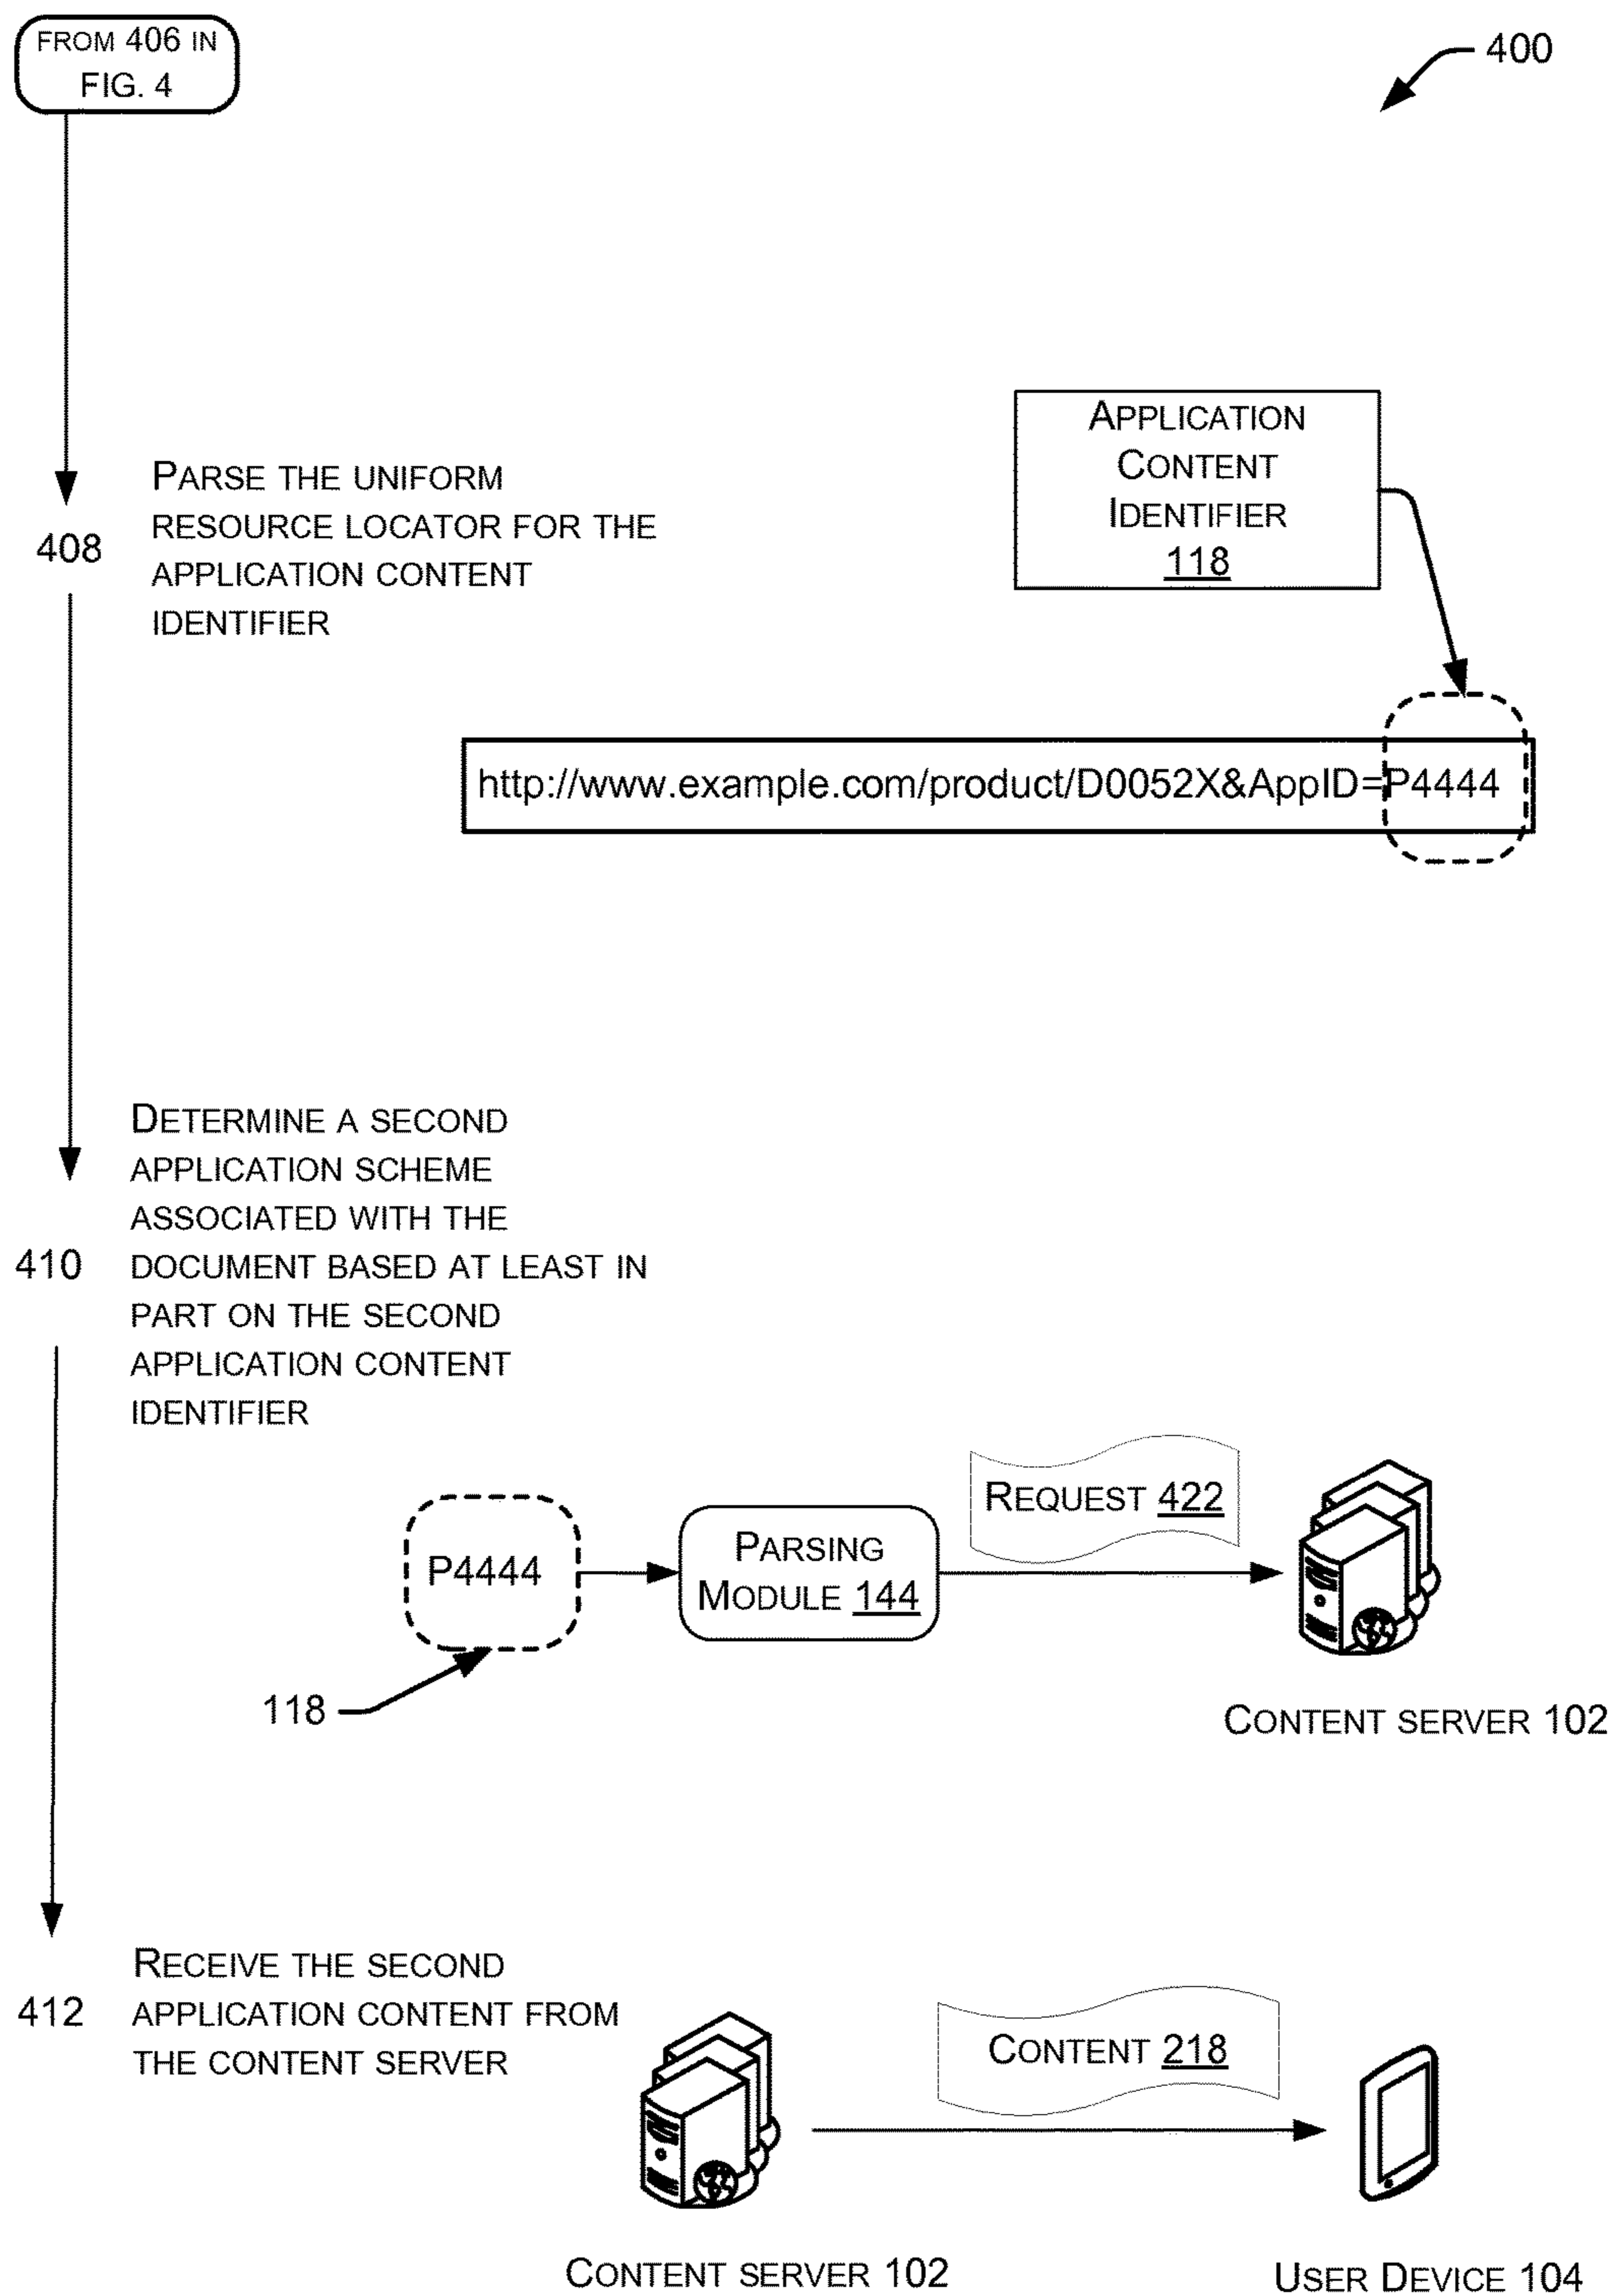 FROM 406 IN
FIG. 4
400
APPLICATION
CONTENT
IDENTIFIER
118
408
PARSE THE UNIFORM
RESOURCE LOCATOR FOR THE
APPLICATION CONTENT
IDENTIFIER
http://www.example.com/product/D0052X&AppID=P4444
410
DETERMINE A SECOND
APPLICATION SCHEME
ASSOCIATED WITH THE
DOCUMENT BASED AT LEAST IN
PART ON THE SECOND
APPLICATION CONTENT
IDENTIFIER
P4444
118
PARSING
MODULE 144
REQUEST 422
CONTENT SERVER 102
412
RECEIVE THE SECOND
APPLICATION CONTENT FROM
THE CONTENT SERVER
CONTENT 218
CONTENT SERVER 102
USER DEVICE 104